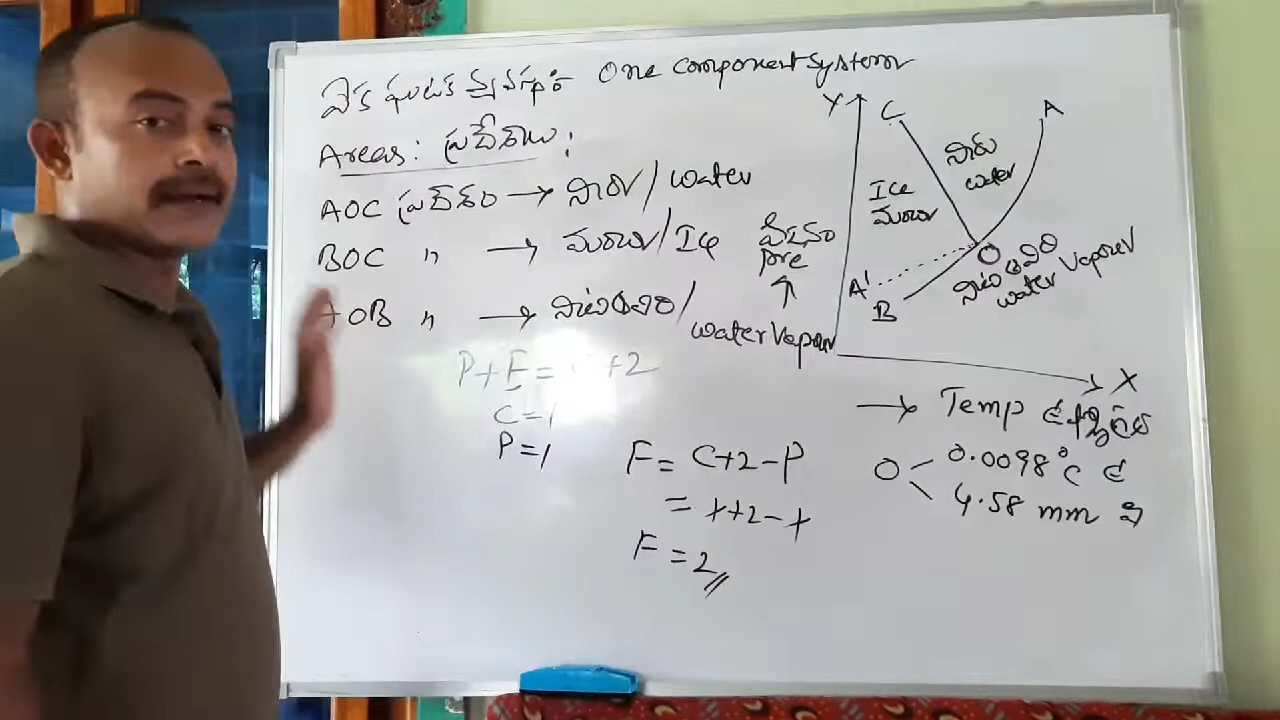 ఏక ఘటక వ్యవస్థ One component system
Areas: ప్రదేశాలు:
AOC ప్రదేశం → నీరు/water
BOC " → మంచు/Ice
AOB " → నీటిఆవిరి/
water Vapour
P+F= +2
C=1
P=1
F= C+2-P
= 1+2-1
F=2
Y
C
A
నీరు
water
Ice
మంచు
పీడనం
pre
↑
O
A'
B
నీటి ఆవిరి
water Vapour
X
→ Temp ఉష్ణోగ్రత
O 0.0098°C ఉ
4.58 mm పీ